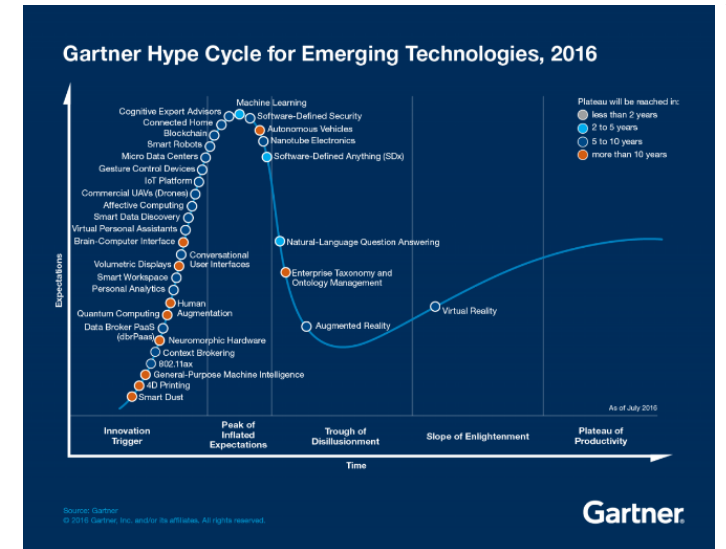 Gartner Hype Cycle for Emerging Technologies, 2016
Plateau will be reached in:
less than 2 years
2 to 5 years
5 to 10 years
more than 10 years
Expectations
Machine Learning
Cognitive Expert Advisors
Software-Defined Security
Connected Home
Autonomous Vehicles
Blockchain
Nanotube Electronics
Smart Robots
Micro Data Centers
Software-Defined Anything (SDx)
Gesture Control Devices
IoT Platform
Commercial UAVs (Drones)
Affective Computing
Smart Data Discovery
Virtual Personal Assistants
Brain-Computer Interface
Natural-Language Question Answering
Conversational
User Interfaces
Volumetric Displays
Enterprise Taxonomy and
Ontology Management
Smart Workspace
Personal Analytics
Human
Augmentation
Virtual Reality
Quantum Computing
Augmented Reality
Data Broker PaaS
(dbrPaas)
Neuromorphic Hardware
Context Brokering
802.11ax
General-Purpose Machine Intelligence
4D Printing
Smart Dust
As of July 2016
Innovation
Trigger
Peak of
Inflated
Expectations
Trough of
Disillusionment
Slope of Enlightenment
Plateau of
Productivity
Time
Source: Gartner
© 2016 Gartner, Inc. and/or its affiliates. All rights reserved.
Gartner.